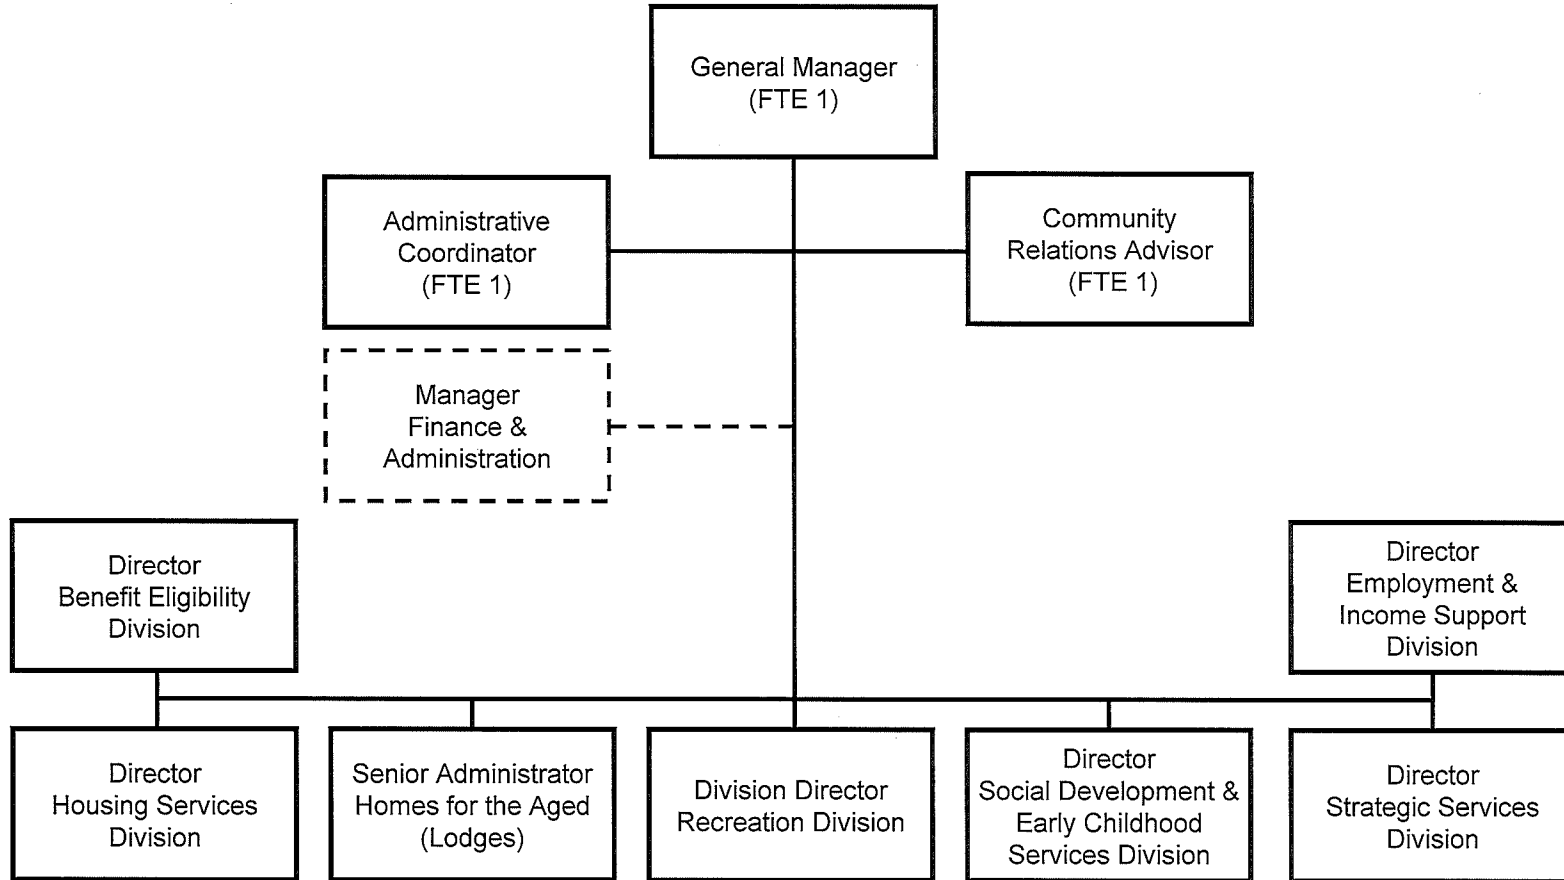 General Manager
(FTE 1)
Administrative
Coordinator
(FTE 1)
Community
Relations Advisor
(FTE 1)
Manager
Finance &
Administration
Director
Benefit Eligibility
Division
Director
Employment &
Income Support
Division
Director
Housing Services
Division
Senior Administrator
Homes for the Aged
(Lodges)
Division Director
Recreation Division
Director
Social Development &
Early Childhood
Services Division
Director
Strategic Services
Division